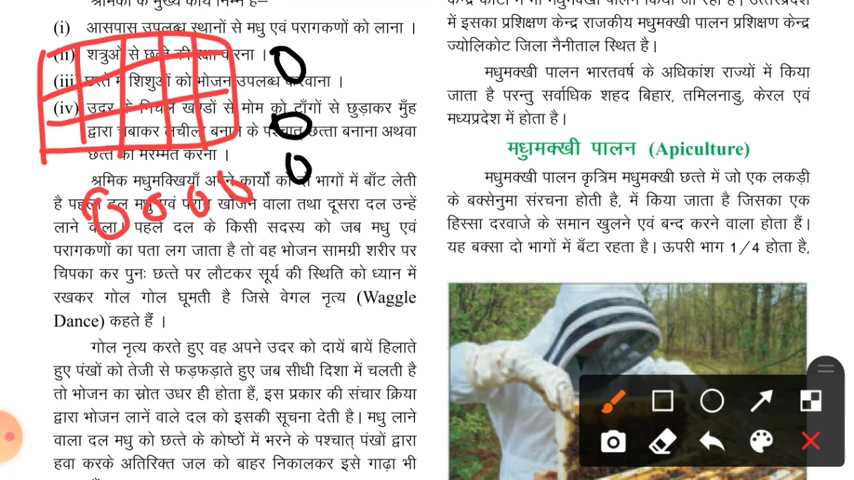 श्रमिकों के मुख्य कार्य निम्न हैं–
(i) आसपास उपलब्ध स्थानों से मधु एवं परागकणों को लाना ।
(ii) शत्रुओं से छत्ते की रक्षा करना ।
(iii) छत्ते में शिशुओं को भोजन उपलब्ध करवाना ।
(iv) उदर के निचले खण्डों से मोम को टाँगों से छुड़ाकर मुँह
द्वारा चबाकर लचीला बनाने के पश्चात् छत्ता बनाना अथवा
छत्ते की मरम्मत करना ।
श्रमिक मधुमक्खियाँ अपने कार्यों को दो भागों में बाँट लेती
है पहला दल मधु एवं पराग खोजने वाला तथा दूसरा दल उन्हें
लाने वाला। पहले दल के किसी सदस्य को जब मधु एवं
परागकणों का पता लग जाता है तो वह भोजन सामग्री शरीर पर
चिपका कर पुनः छत्ते पर लौटकर सूर्य की स्थिति को ध्यान में
रखकर गोल गोल घूमती है जिसे वेगल नृत्य (Waggle
Dance) कहते हैं ।
गोल नृत्य करते हुए वह अपने उदर को दायें बायें हिलाते
हुए पंखों को तेजी से फड़फड़ाते हुए जब सीधी दिशा में चलती है
तो भोजन का स्रोत उधर ही होता हैं, इस प्रकार की संचार क्रिया
द्वारा भोजन लानें वाले दल को इसकी सूचना देती है। मधु लाने
वाला दल मधु को छत्ते के कोष्ठों में भरने के पश्चात् पंखों द्वारा
हवा करके अतिरिक्त जल को बाहर निकालकर इसे गाढ़ा भी
में इसका प्रशिक्षण केन्द्र राजकीय मधुमक्खी पालन प्रशिक्षण केन्द्र
ज्योलिकोट जिला नैनीताल स्थित है।
मधुमक्खी पालन भारतवर्ष के अधिकांश राज्यों में किया
जाता है परन्तु सर्वाधिक शहद बिहार, तमिलनाडु, केरल एवं
मध्यप्रदेश में होता है।
मधुमक्खी पालन (Apiculture)
मधुमक्खी पालन कृत्रिम मधुमक्खी छत्ते में जो एक लकड़ी
के बक्सेनुमा संरचना होती है, में किया जाता है जिसका एक
हिस्सा दरवाजे के समान खुलने एवं बन्द करने वाला होता हैं।
यह बक्सा दो भागों में बँटा रहता है। ऊपरी भाग 1/4 होता है,